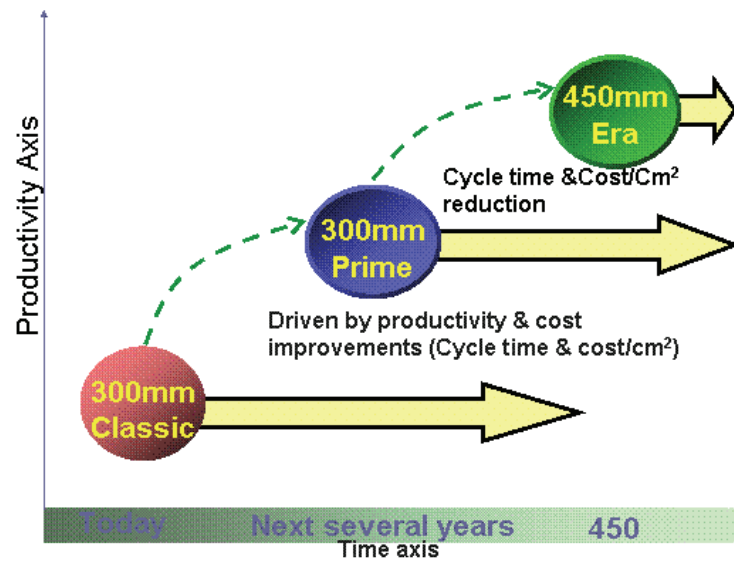 Productivity Axis
450mm
Era
Cycle time &Cost/Cm²
reduction
300mm
Prime
Driven by productivity & cost
improvements (Cycle time & cost/cm²)
300mm
Classic
Today
Next several years
450
Time axis